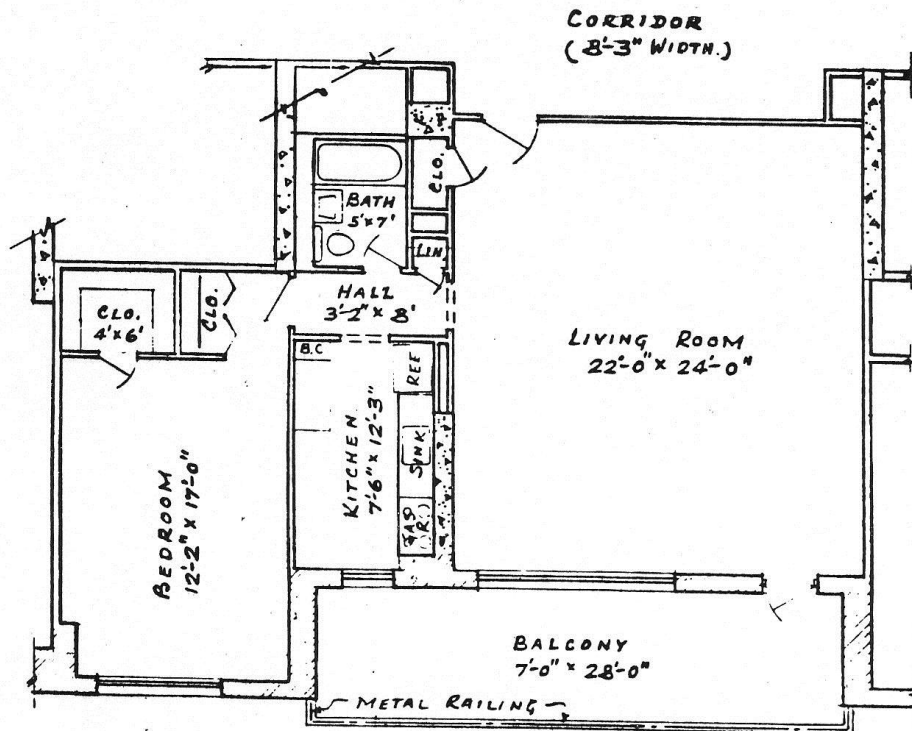 CORRIDOR
(8'-3" WIDTH.)
CLO.
BATH
5'x7'
LIN
HALL
3'-2" x 8'
CLO.
4'x6'
CLO.
B.C
REF
LIVING ROOM
22'-0" x 24'-0"
KITCHEN
7'-6" x 12'-3"
SINK
GAS
R.
BEDROOM
12'-2" x 17'-0"
BALCONY
7'-0" x 28'-0"
METAL RAILING